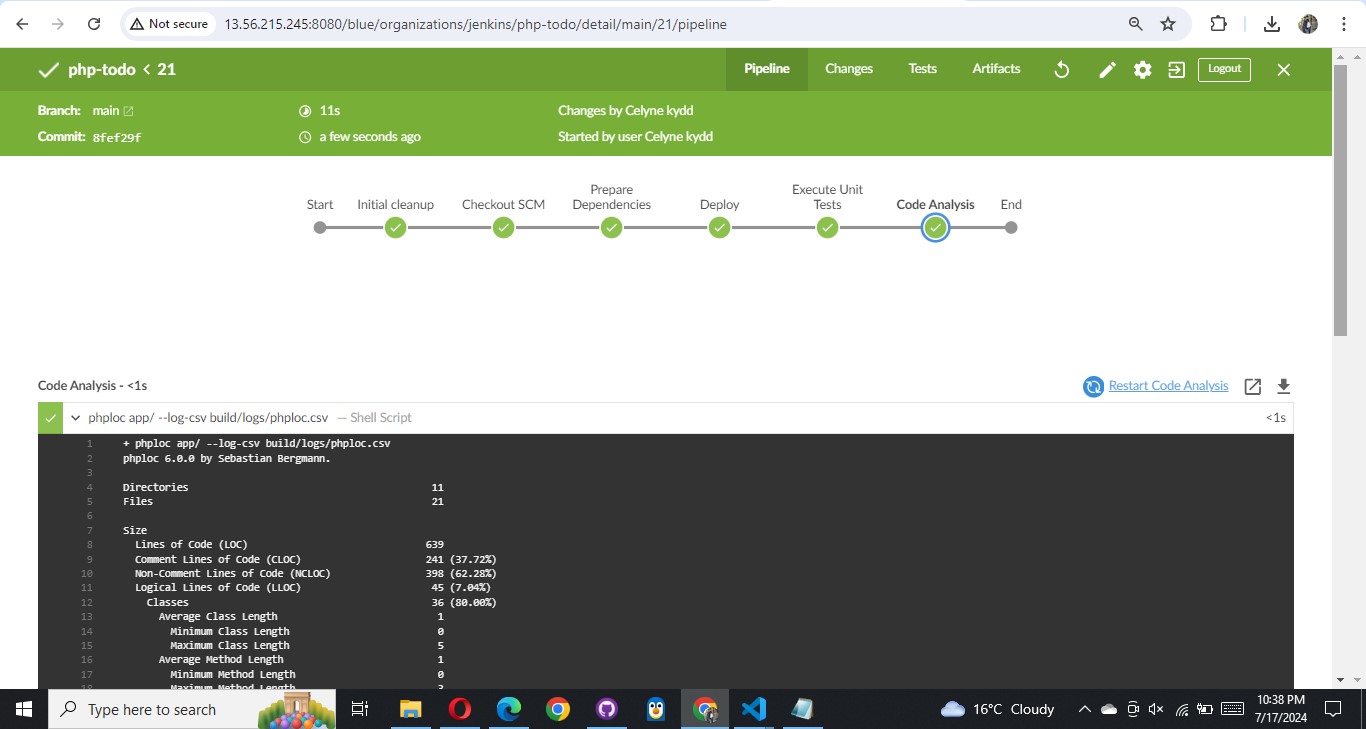 Not secure 13.56.215.245:8080/blue/organizations/jenkins/php-todo/detail/main/21/pipeline
php-todo < 21 Pipeline Changes Tests Artifacts Logout
Branch: main 11s Changes by Celyne kydd
Commit: 8fef29f a few seconds ago Started by user Celyne kydd
Start Initial cleanup Checkout SCM Prepare Dependencies Deploy Execute Unit Tests Code Analysis End
Code Analysis - <1s Restart Code Analysis
phploc app/ --log-csv build/logs/phploc.csv — Shell Script <1s
1 + phploc app/ --log-csv build/logs/phploc.csv
2 phploc 6.0.0 by Sebastian Bergmann.
3
4 Directories 11
5 Files 21
6
7 Size
8 Lines of Code (LOC) 639
9 Comment Lines of Code (CLOC) 241 (37.72%)
10 Non-Comment Lines of Code (NCLOC) 398 (62.28%)
11 Logical Lines of Code (LLOC) 45 (7.04%)
12 Classes 36 (80.00%)
13 Average Class Length 1
14 Minimum Class Length 0
15 Maximum Class Length 5
16 Average Method Length 1
17 Minimum Method Length 0
18 Maximum Method Length 3
Type here to search 16°C Cloudy 10:38 PM
7/17/2024